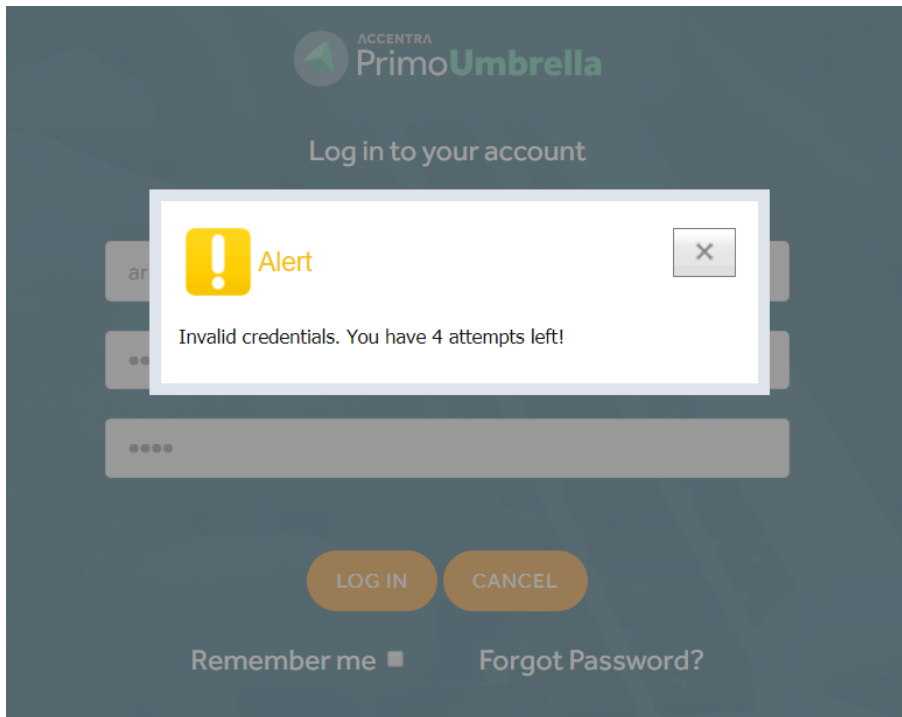 ACCENTRA
PrimoUmbrella
Log in to your account
Alert
ar
Invalid credentials. You have 4 attempts left!
LOG IN CANCEL
Remember me Forgot Password?